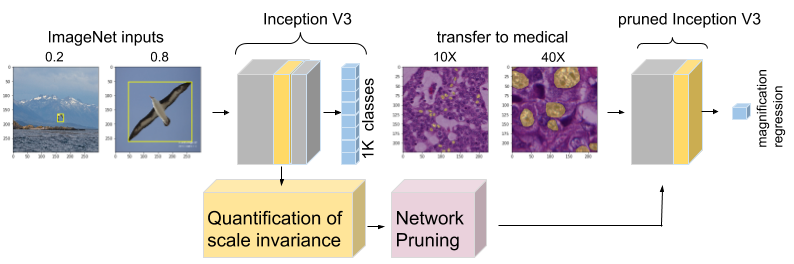 ImageNet inputs
Inception V3
transfer to medical
pruned Inception V3
0.2
0.8
10X
40X
1K classes
magnification
regression
Quantification of
scale invariance
Network
Pruning